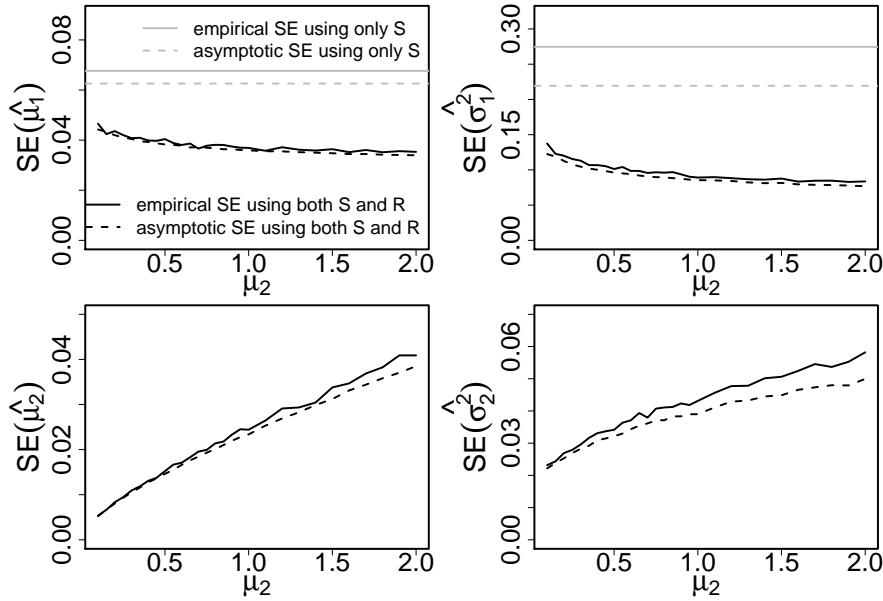 SE(μ̂₁)
0.00 0.04 0.08
empirical SE using only S
asymptotic SE using only S
empirical SE using both S and R
asymptotic SE using both S and R
0.5 1.0 1.5 2.0
μ₂
SE(σ̂₁²)
0.00 0.15 0.30
0.5 1.0 1.5 2.0
μ₂
SE(μ̂₂)
0.00 0.02 0.04
0.5 1.0 1.5 2.0
μ₂
SE(σ̂₂²)
0.00 0.03 0.06
0.5 1.0 1.5 2.0
μ₂